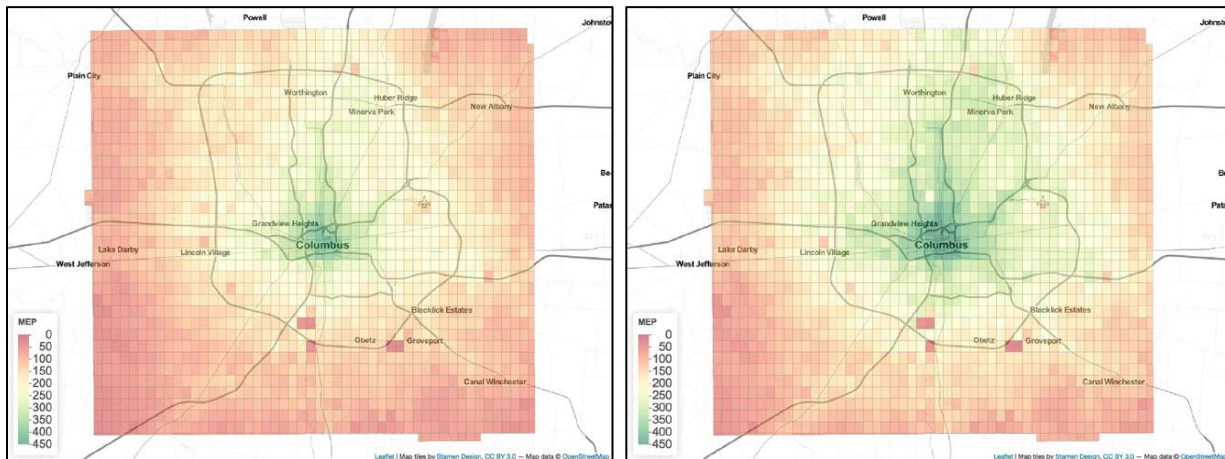 Powell
Johnstow
Plain City
Worthington
Huber Ridge
Minerva Park
New Albany
Be
Patas
Grandview Heights
Columbus
Lake Darby
Lincoln Village
West Jefferson
Blacklick Estates
Obetz
Groveport
Canal Winchester
MEP
0
50
100
150
200
250
300
350
400
450
Leaflet | Map tiles by Stamen Design, CC BY 3.0 — Map data © OpenStreetMap
Powell
Johnstow
Plain City
Worthington
Huber Ridge
Minerva Park
New Albany
Be
Patas
Grandview Heights
Columbus
Lake Darby
Lincoln Village
West Jefferson
Blacklick Estates
Obetz
Groveport
Canal Winchester
MEP
0
50
100
150
200
250
300
350
400
450
Leaflet | Map tiles by Stamen Design, CC BY 3.0 — Map data © OpenStreetMap